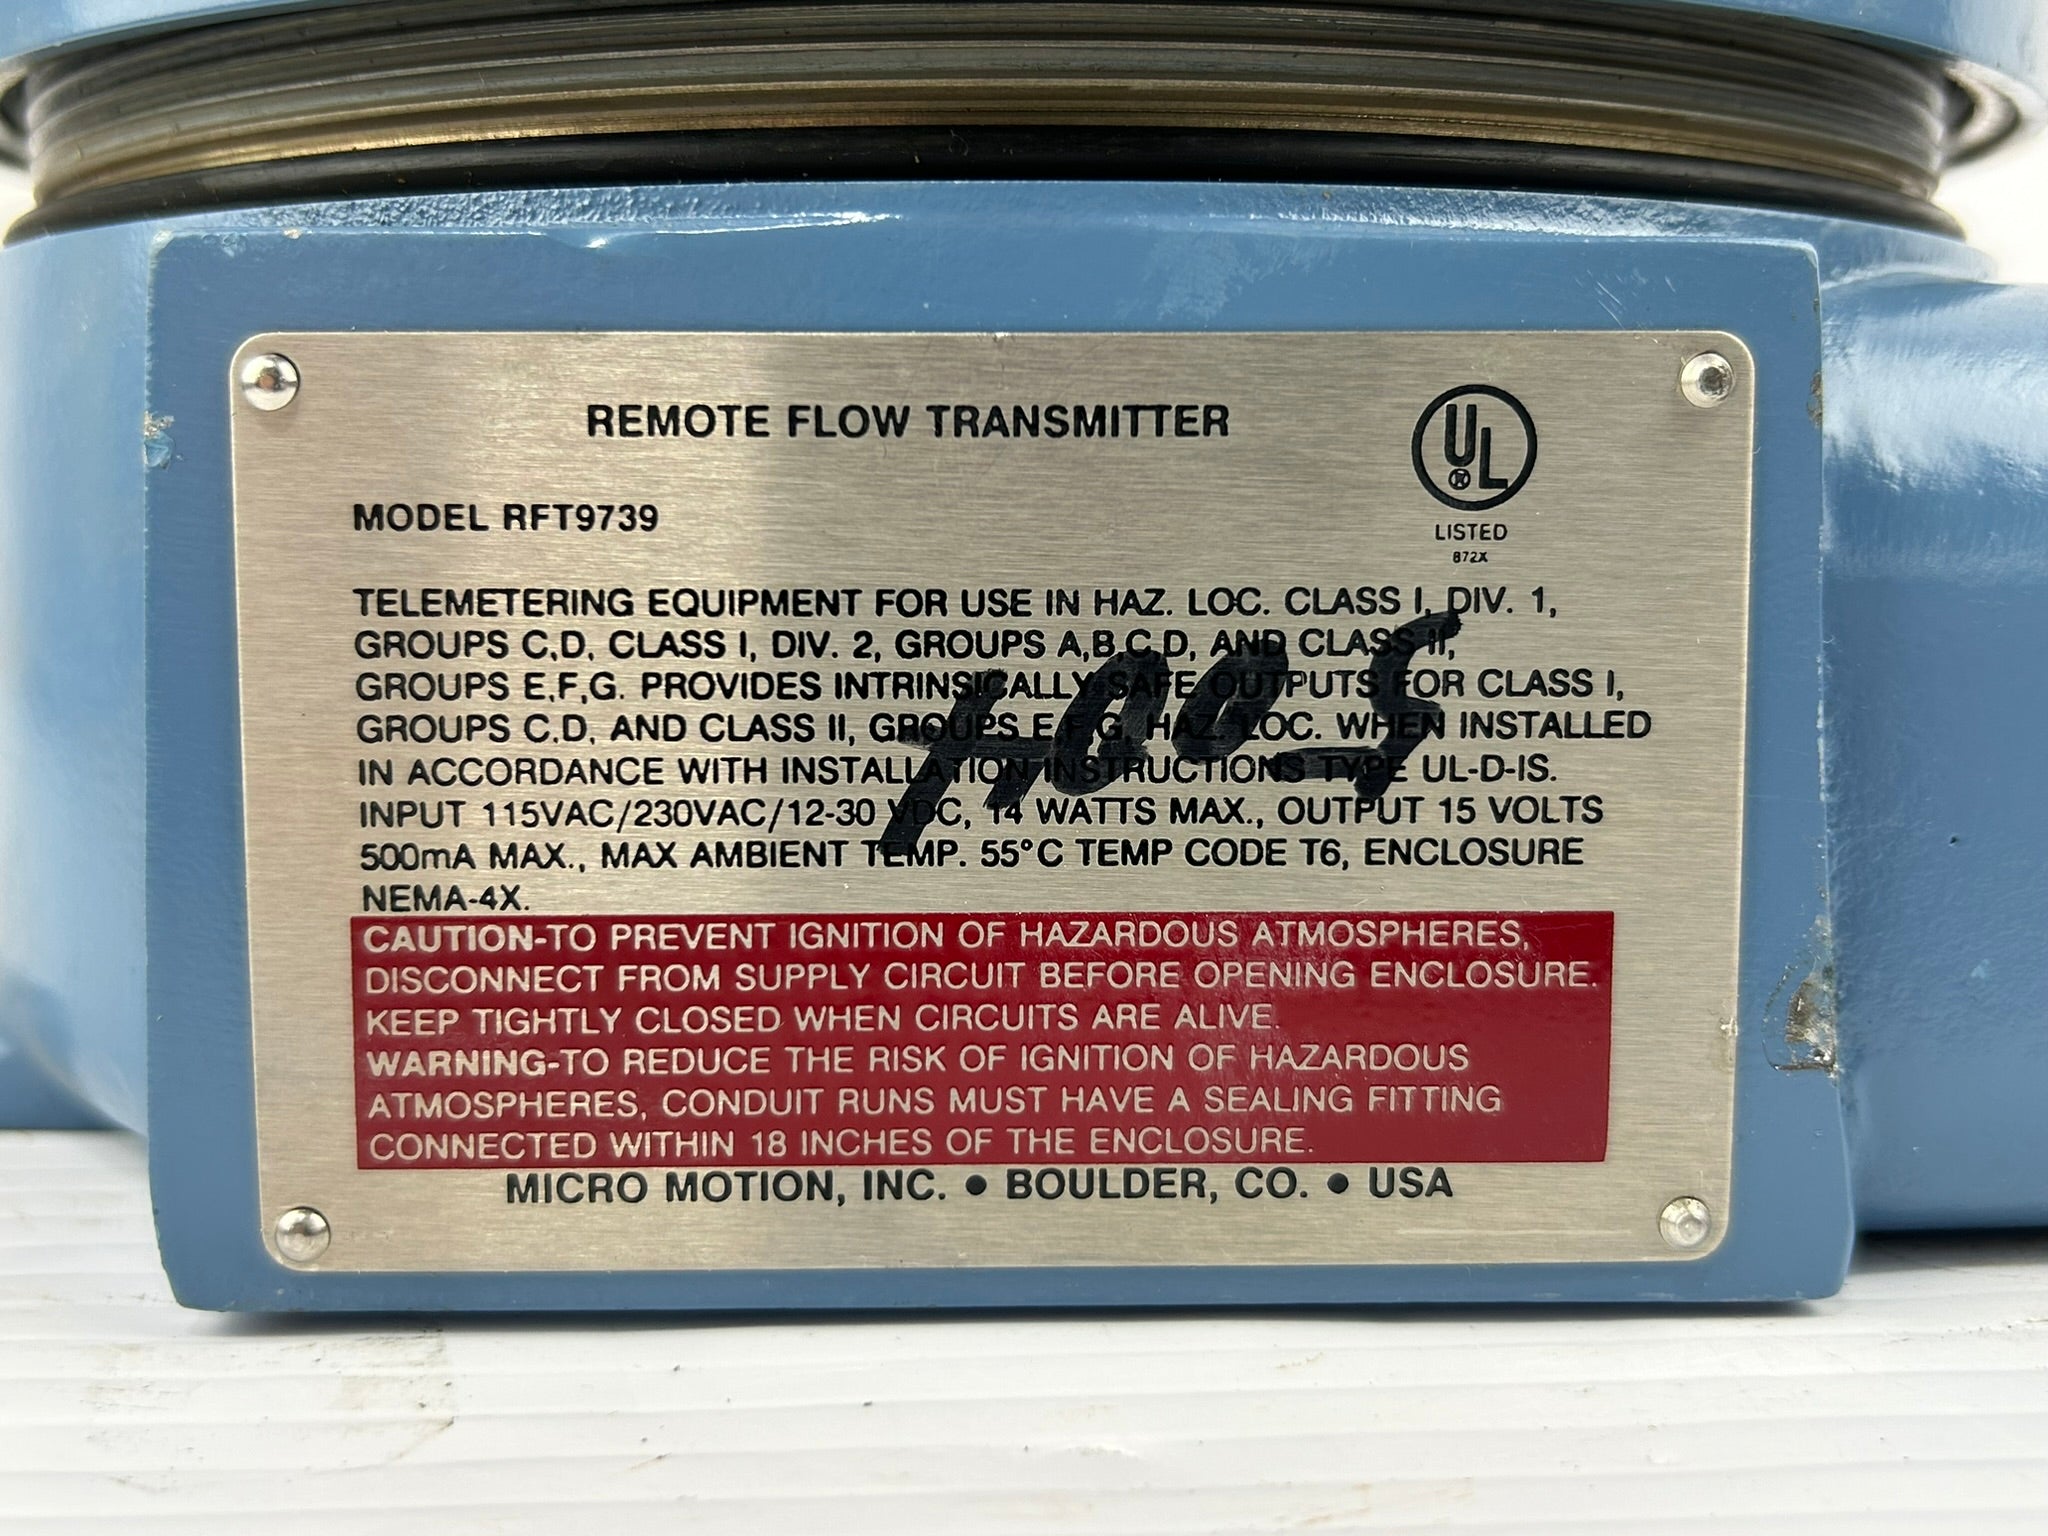 REMOTE FLOW TRANSMITTER
UL
LISTED
872X
MODEL RFT9739
TELEMETERING EQUIPMENT FOR USE IN HAZ. LOC. CLASS I, DIV. 1,
GROUPS C,D, CLASS I, DIV. 2, GROUPS A,B,C,D, AND CLASS II,
GROUPS E,F,G. PROVIDES INTRINSICALLY SAFE OUTPUTS FOR CLASS I,
GROUPS C,D, AND CLASS II, GROUPS E,F,G, HAZ. LOC. WHEN INSTALLED
IN ACCORDANCE WITH INSTALLATION INSTRUCTIONS TYPE UL-D-IS.
INPUT 115VAC/230VAC/12-30 VDC, 14 WATTS MAX., OUTPUT 15 VOLTS
500mA MAX., MAX AMBIENT TEMP. 55°C TEMP CODE T6, ENCLOSURE
NEMA-4X.
CAUTION-TO PREVENT IGNITION OF HAZARDOUS ATMOSPHERES,
DISCONNECT FROM SUPPLY CIRCUIT BEFORE OPENING ENCLOSURE.
KEEP TIGHTLY CLOSED WHEN CIRCUITS ARE ALIVE.
WARNING-TO REDUCE THE RISK OF IGNITION OF HAZARDOUS
ATMOSPHERES, CONDUIT RUNS MUST HAVE A SEALING FITTING
CONNECTED WITHIN 18 INCHES OF THE ENCLOSURE.
MICRO MOTION, INC. • BOULDER, CO. • USA